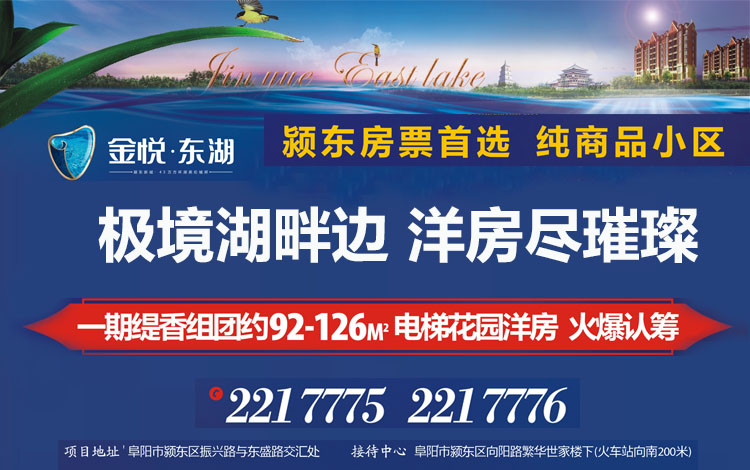 Jin yue East lake
金悦·东湖
颍东房票首选 纯商品小区
极境湖畔边 洋房尽璀璨
一期缇香组团约92-126M² 电梯花园洋房 火爆认筹
2217775 2217776
项目地址 阜阳市颍东区振兴路与东盛路交汇处 接待中心 阜阳市颍东区向阳路繁华世家楼下(火车站向南200米)